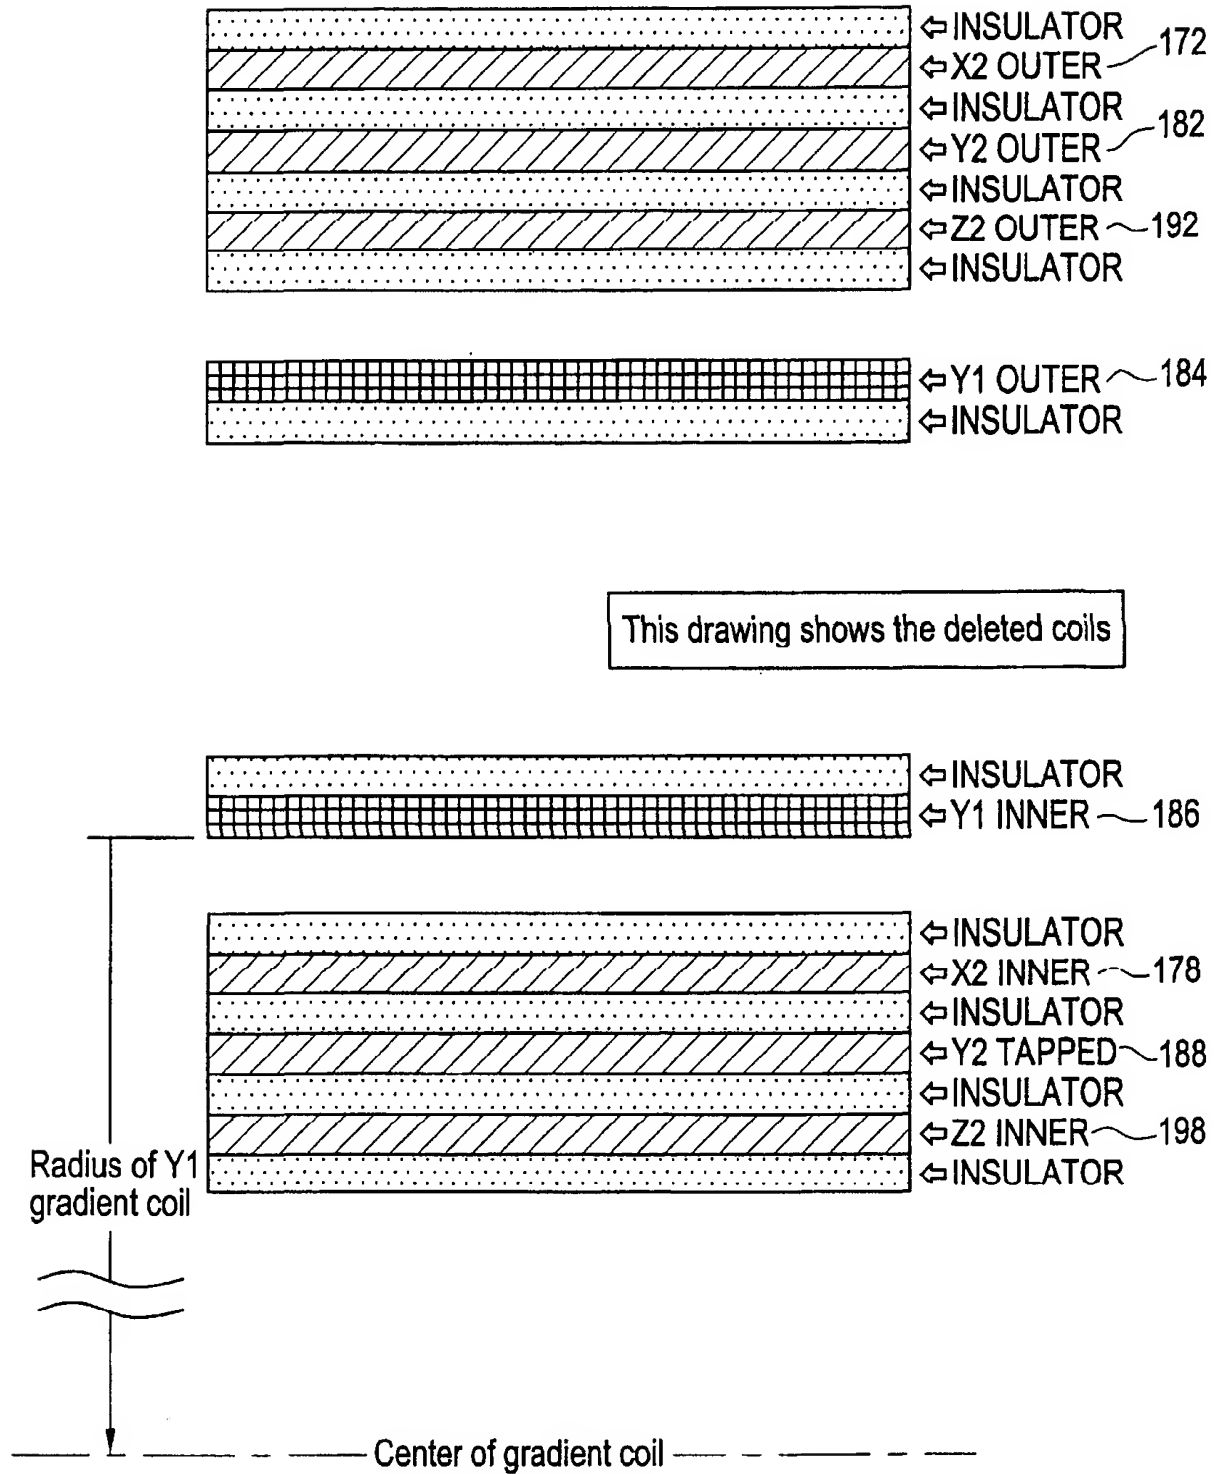 INSULATOR
X2 OUTER 172
INSULATOR
Y2 OUTER 182
INSULATOR
Z2 OUTER 192
INSULATOR
Y1 OUTER 184
INSULATOR
This drawing shows the deleted coils
INSULATOR
Y1 INNER 186
INSULATOR
X2 INNER 178
INSULATOR
Y2 TAPPED 188
INSULATOR
Z2 INNER 198
INSULATOR
Radius of Y1
gradient coil
Center of gradient coil